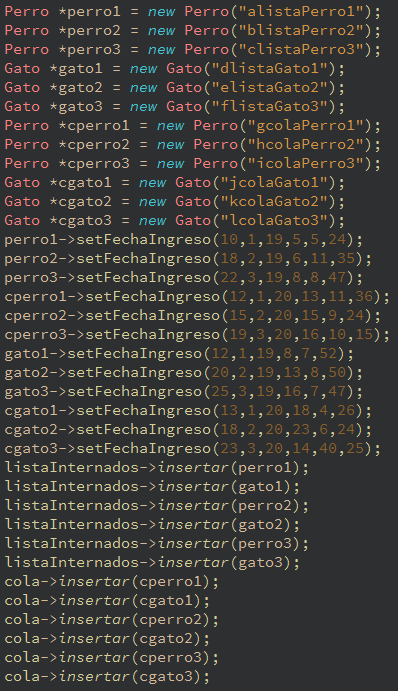 Perro *perro1 = new Perro("alistaPerro1");
Perro *perro2 = new Perro("blistaPerro2");
Perro *perro3 = new Perro("clistaPerro3");
Gato *gato1 = new Gato("dlistaGato1");
Gato *gato2 = new Gato("elistaGato2");
Gato *gato3 = new Gato("flistaGato3");
Perro *cperro1 = new Perro("gcolaPerro1");
Perro *cperro2 = new Perro("hcolaPerro2");
Perro *cperro3 = new Perro("icolaPerro3");
Gato *cgato1 = new Gato("jcolaGato1");
Gato *cgato2 = new Gato("kcolaGato2");
Gato *cgato3 = new Gato("lcolaGato3");
perro1->setFechaIngreso(10,1,19,5,5,24);
perro2->setFechaIngreso(18,2,19,6,11,35);
perro3->setFechaIngreso(22,3,19,8,8,47);
cperro1->setFechaIngreso(12,1,20,13,11,36);
cperro2->setFechaIngreso(15,2,20,15,9,24);
cperro3->setFechaIngreso(19,3,20,16,10,15);
gato1->setFechaIngreso(12,1,19,8,7,52);
gato2->setFechaIngreso(20,2,19,13,8,50);
gato3->setFechaIngreso(25,3,19,16,7,47);
cgato1->setFechaIngreso(13,1,20,18,4,26);
cgato2->setFechaIngreso(18,2,20,23,6,24);
cgato3->setFechaIngreso(23,3,20,14,40,25);
listaInternados->insertar(perro1);
listaInternados->insertar(gato1);
listaInternados->insertar(perro2);
listaInternados->insertar(gato2);
listaInternados->insertar(perro3);
listaInternados->insertar(gato3);
cola->insertar(cperro1);
cola->insertar(cgato1);
cola->insertar(cperro2);
cola->insertar(cgato2);
cola->insertar(cperro3);
cola->insertar(cgato3);